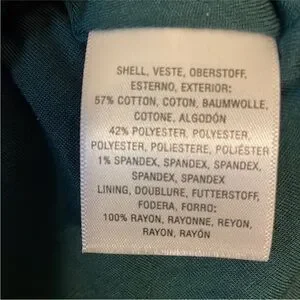 SHELL, VESTE, OBERSTOFF,
ESTERNO, EXTERIOR:
57% COTTON, COTON, BAUMWOLLE,
COTONE, ALGODÓN
42% POLYESTER, POLYESTER,
POLYESTER, POLIESTERE, POLIÉSTER
1% SPANDEX, SPANDEX, SPANDEX,
SPANDEX, SPANDEX
LINING, DOUBLURE, FUTTERSTOFF,
FODERA, FORRO:
100% RAYON, RAYONNE, REYON,
RAYON, RAYÓN